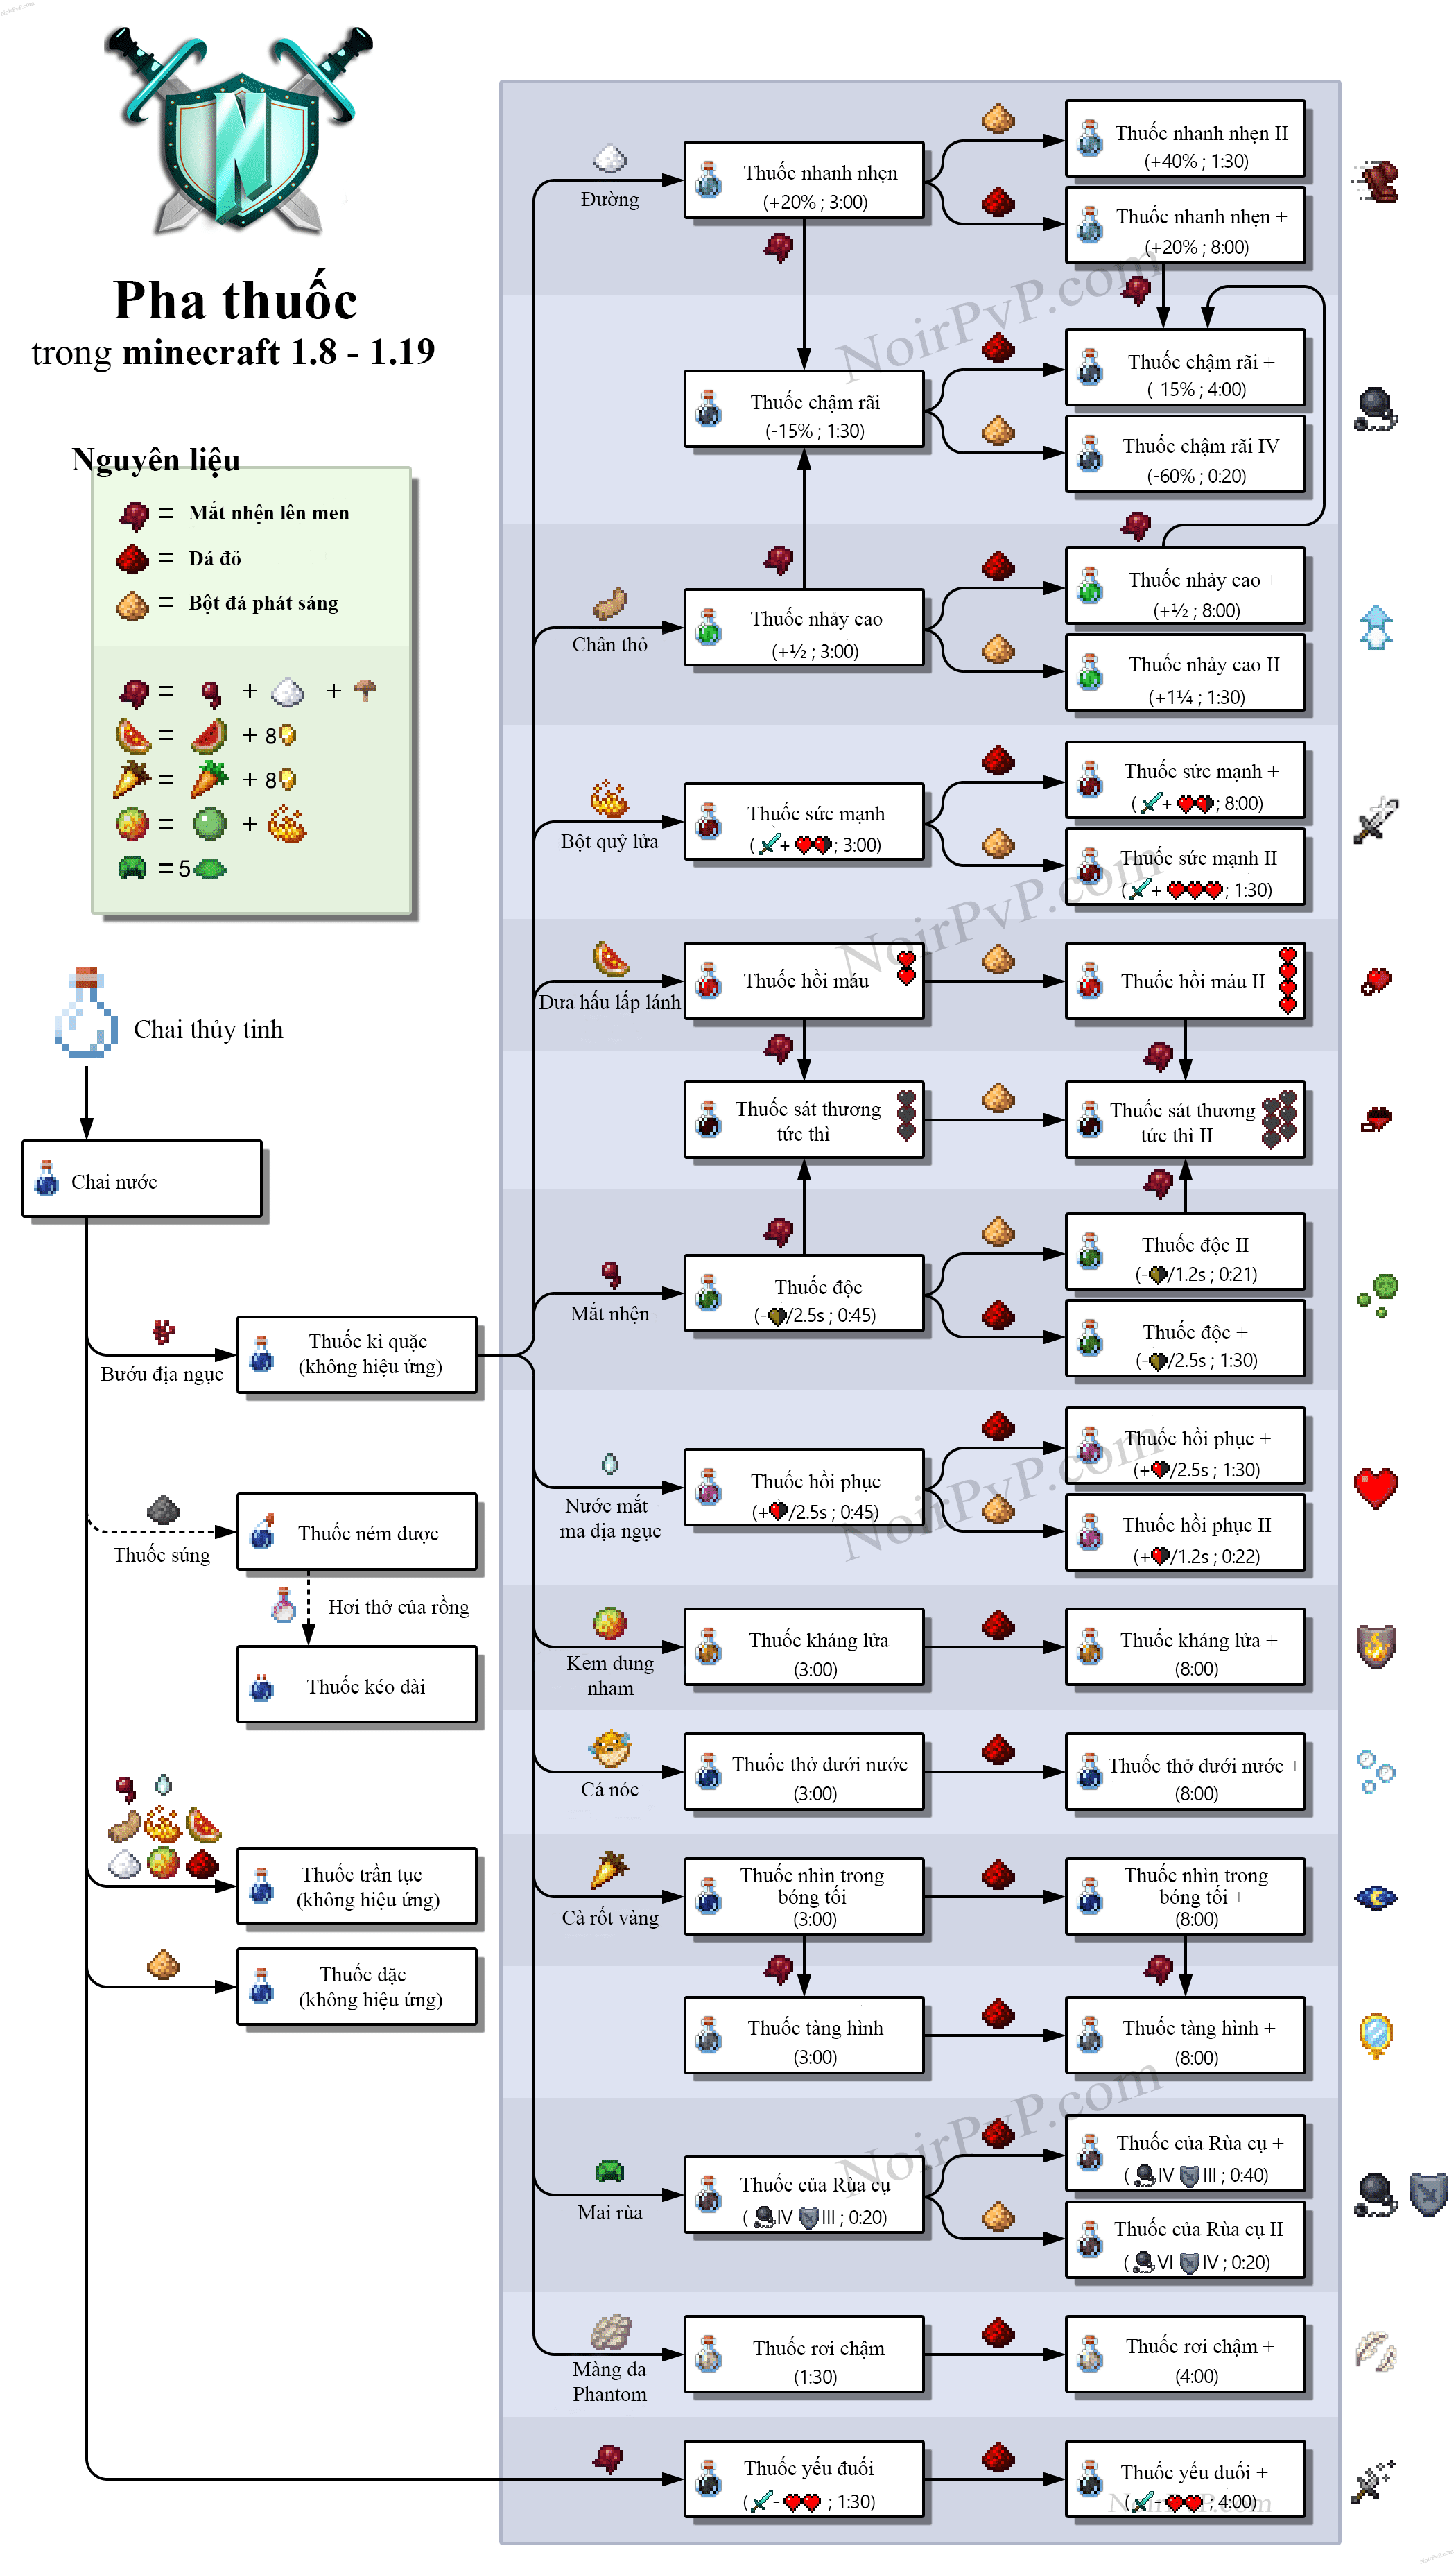 NoirPvP.com
N
Pha thuốc
trong minecraft 1.8 - 1.19
Nguyên liệu
= Mắt nhện lên men
= Đá đỏ
= Bột đá phát sáng
= + +
= + 8
= + 8
= +
= 5
Chai thủy tinh
Chai nước
Bướu địa ngục
Thuốc kì quặc
(không hiệu ứng)
Thuốc súng
Thuốc ném được
Hơi thở của rồng
Thuốc kéo dài
Thuốc trần tục
(không hiệu ứng)
Thuốc đặc
(không hiệu ứng)
Đường
Thuốc nhanh nhẹn
(+20% ; 3:00)
Thuốc nhanh nhẹn II
(+40% ; 1:30)
Thuốc nhanh nhẹn +
(+20% ; 8:00)
NoirPvP.com
Thuốc chậm rãi
(-15% ; 1:30)
Thuốc chậm rãi +
(-15% ; 4:00)
Thuốc chậm rãi IV
(-60% ; 0:20)
Chân thỏ
Thuốc nhảy cao
(+½ ; 3:00)
Thuốc nhảy cao +
(+½ ; 8:00)
Thuốc nhảy cao II
(+1¼ ; 1:30)
Bột quỷ lửa
Thuốc sức mạnh
( + ; 3:00)
Thuốc sức mạnh +
( + ; 8:00)
Thuốc sức mạnh II
( + ; 1:30)
NoirPvP.com
Dưa hấu lấp lánh
Thuốc hồi máu
Thuốc hồi máu II
Thuốc sát thương
tức thì
Thuốc sát thương
tức thì II
Mắt nhện
Thuốc độc
(- /2.5s ; 0:45)
Thuốc độc II
(- /1.2s ; 0:21)
Thuốc độc +
(- /2.5s ; 1:30)
Nước mắt
ma địa ngục
Thuốc hồi phục
(+ /2.5s ; 0:45)
Thuốc hồi phục +
(+ /2.5s ; 1:30)
Thuốc hồi phục II
(+ /1.2s ; 0:22)
NoirPvP.com
Kem dung
nham
Thuốc kháng lửa
(3:00)
Thuốc kháng lửa +
(8:00)
Cá nóc
Thuốc thở dưới nước
(3:00)
Thuốc thở dưới nước +
(8:00)
Cà rốt vàng
Thuốc nhìn trong
bóng tối
(3:00)
Thuốc nhìn trong
bóng tối +
(8:00)
Thuốc tàng hình
(3:00)
Thuốc tàng hình +
(8:00)
NoirPvP.com
Mai rùa
Thuốc của Rùa cụ
( IV III ; 0:20)
Thuốc của Rùa cụ +
( IV III ; 0:40)
Thuốc của Rùa cụ II
( VI IV ; 0:20)
Màng da
Phantom
Thuốc rơi chậm
(1:30)
Thuốc rơi chậm +
(4:00)
Thuốc yếu đuối
( - ; 1:30)
Thuốc yếu đuối +
( - ; 4:00)
NoirPvP.com
NoirPvP.com